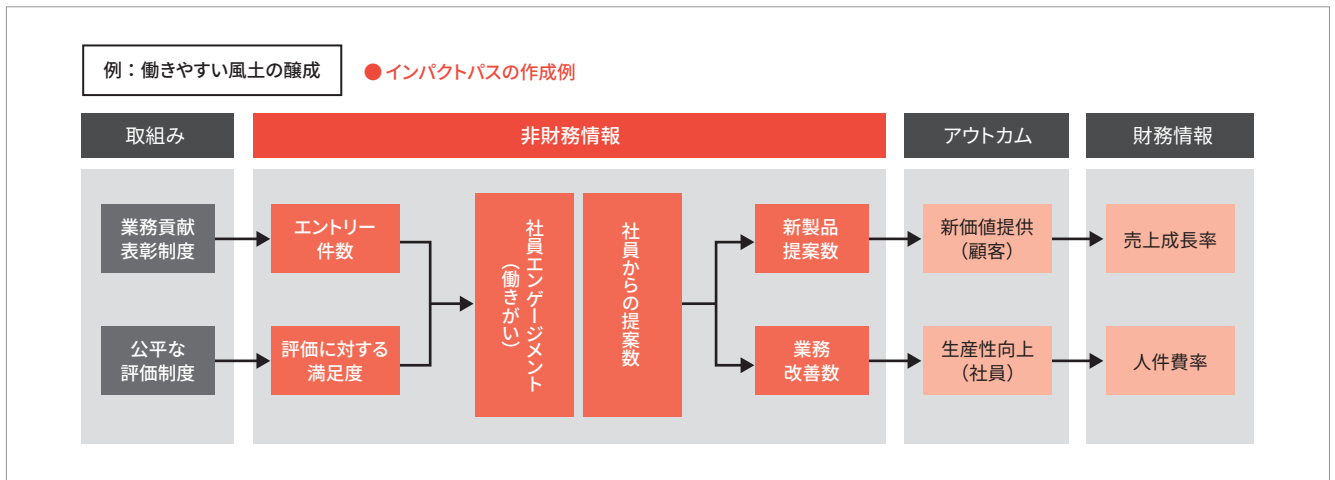 例：働きやすい風土の醸成
●インパクトパスの作成例
取組み
非財務情報
アウトカム
財務情報
業務貢献
表彰制度
エントリー
件数
社員エンゲージメント
（働きがい）
社員からの提案数
新製品
提案数
新価値提供
（顧客）
売上成長率
公平な
評価制度
評価に対する
満足度
業務
改善数
生産性向上
（社員）
人件費率